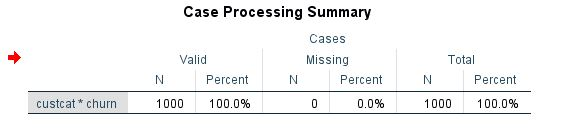 Case Processing Summary
Cases
Valid Missing Total
N Percent N Percent N Percent
custcat * churn 1000 100.0% 0 0.0% 1000 100.0%